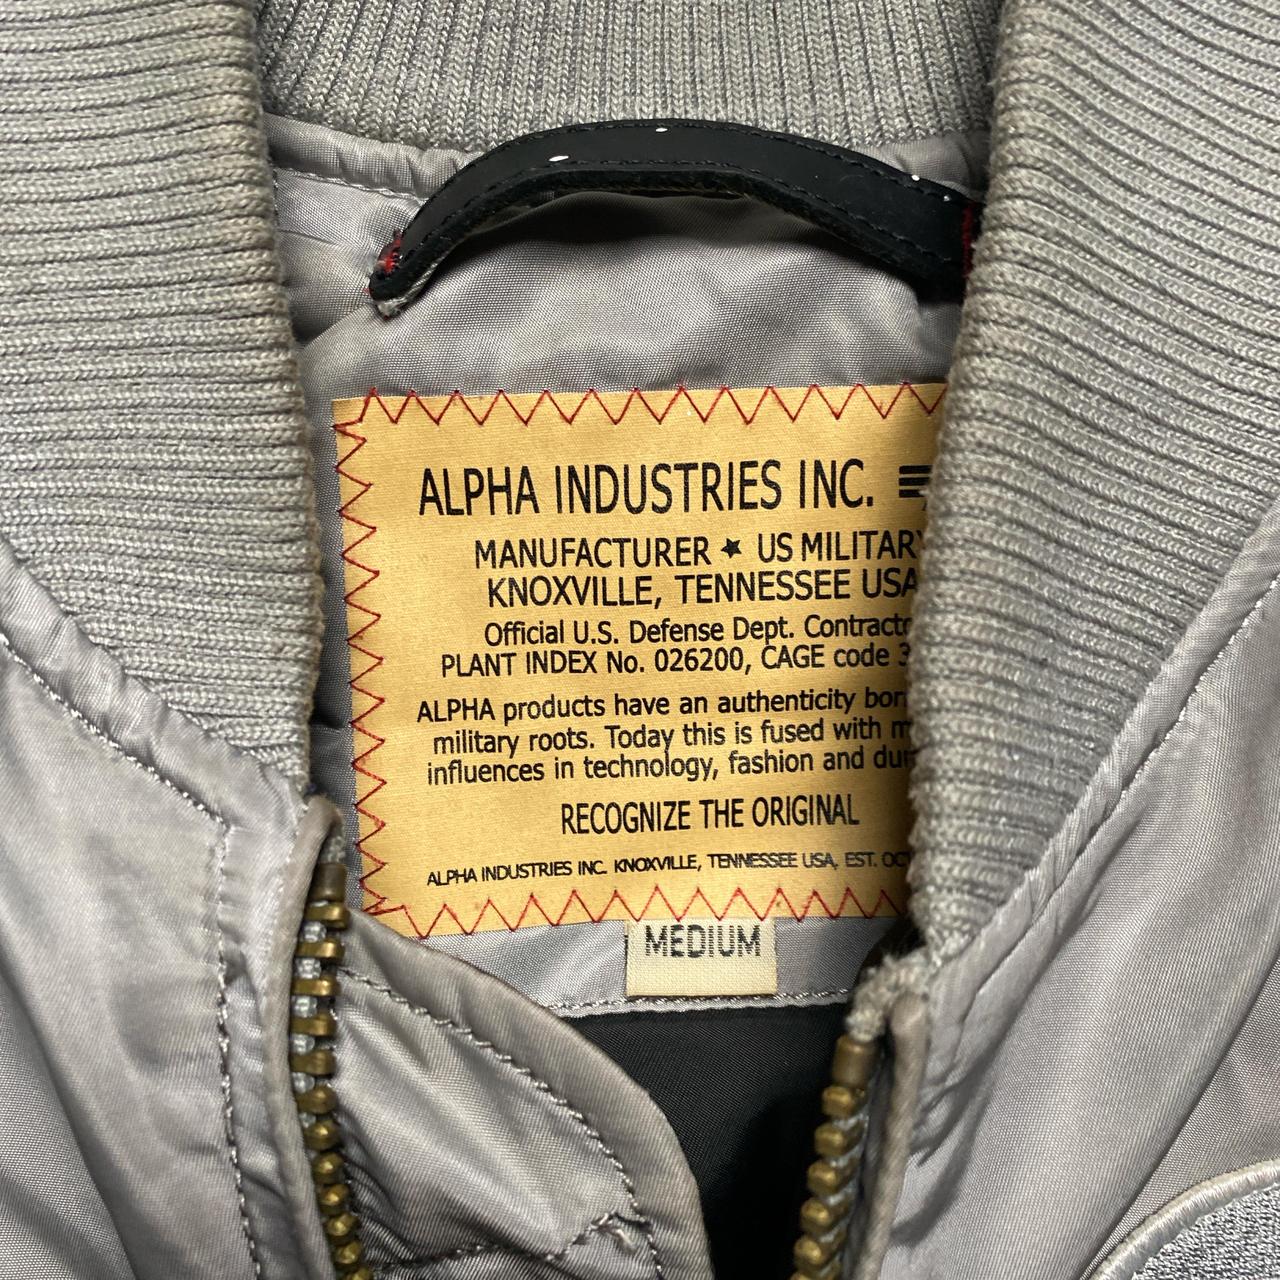 ALPHA INDUSTRIES INC.
MANUFACTURER ★ US MILITARY
KNOXVILLE, TENNESSEE USA
Official U.S. Defense Dept.
PLANT INDEX No. 026200, CAGE code
ALPHA products have an authenticity
military roots. Today this is fused with
influences in technology, fashion and
RECOGNIZE THE ORIGINAL
ALPHA INDUSTRIES INC. KNOXVILLE, TENNESSEE USA, EST.
MEDIUM